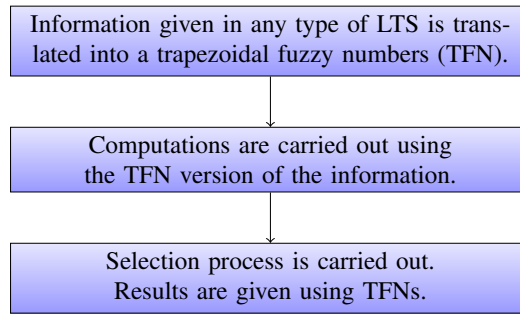 Information given in any type of LTS is trans-
lated into a trapezoidal fuzzy numbers (TFN).
Computations are carried out using
the TFN version of the information.
Selection process is carried out.
Results are given using TFNs.